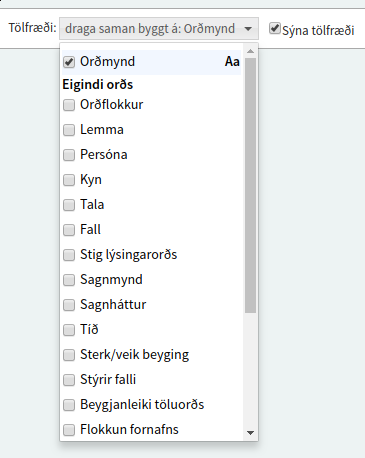 Tölfræði: draga saman byggt á: Orðmynd Sýna tölfræði
Orðmynd Aa
Eigindi orðs
Orðflokkur
Lemma
Persóna
Kyn
Tala
Fall
Stig lýsingarorðs
Sagnmynd
Sagnháttur
Tíð
Sterk/veik beyging
Stýrir falli
Beygjanleiki töluorðs
Flokkun fornafns